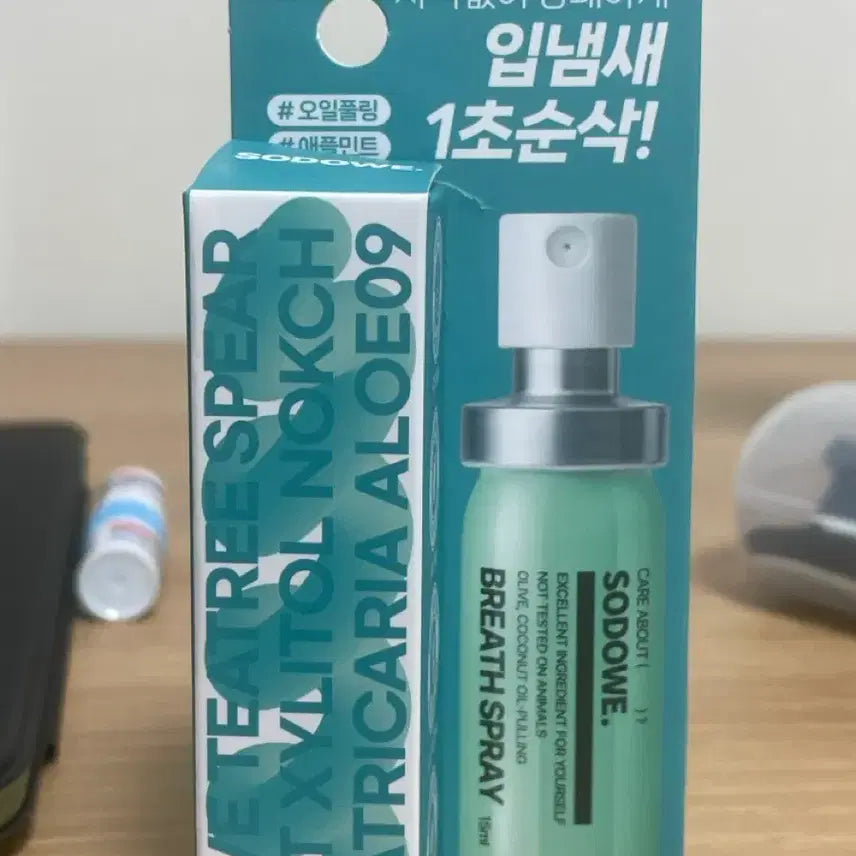 입냄새
1초순삭!
#오일풀링
#애플민트
SODOWE.
TEATREE SPEAR
XYLITOL NOKCH
ATRICARIA ALOE09
CARE ABOUT ( ) ?
SODOWE.
EXCELLENT INGREDIENT FOR YOURSELF
NOT TESTED ON ANIMALS
OLIVE, COCONUT OIL-PULLING
BREATH SPRAY 15ml